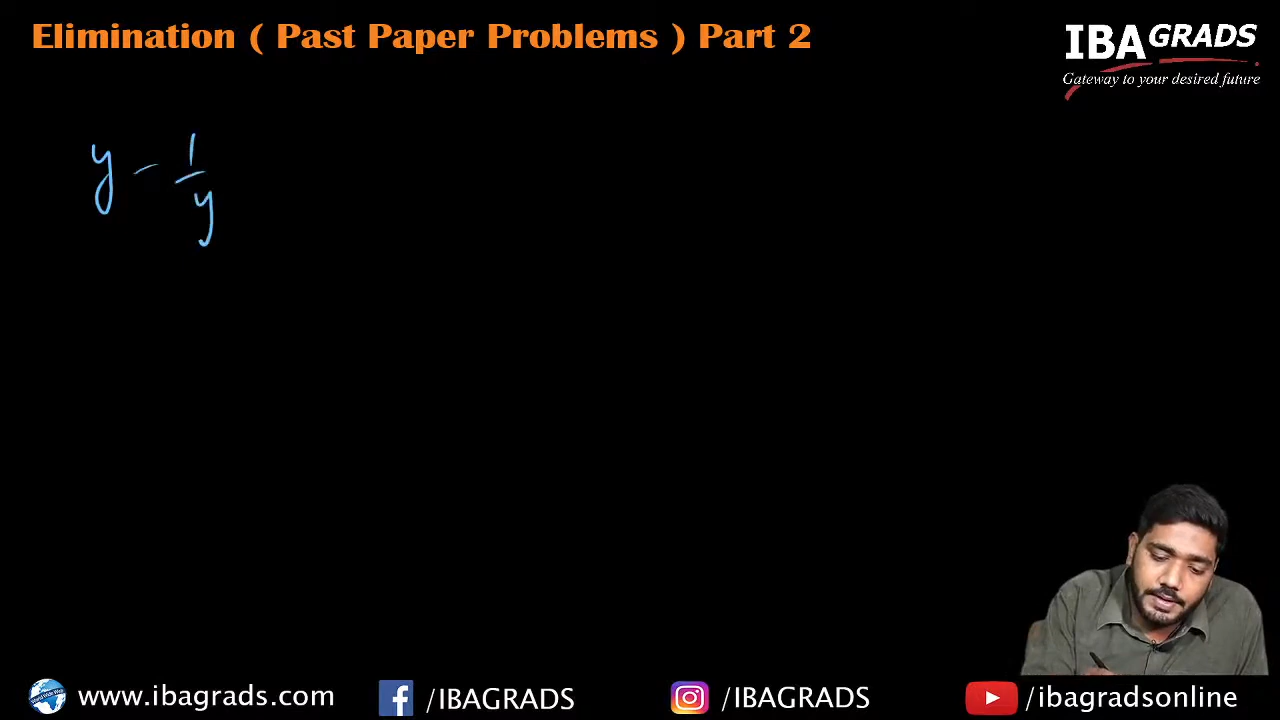 Elimination ( Past Paper Problems ) Part 2
IBA GRADS
Gateway to your desired future
y - 1/y
www.ibagrads.com /IBAGRADS /IBAGRADS /ibagradsonline